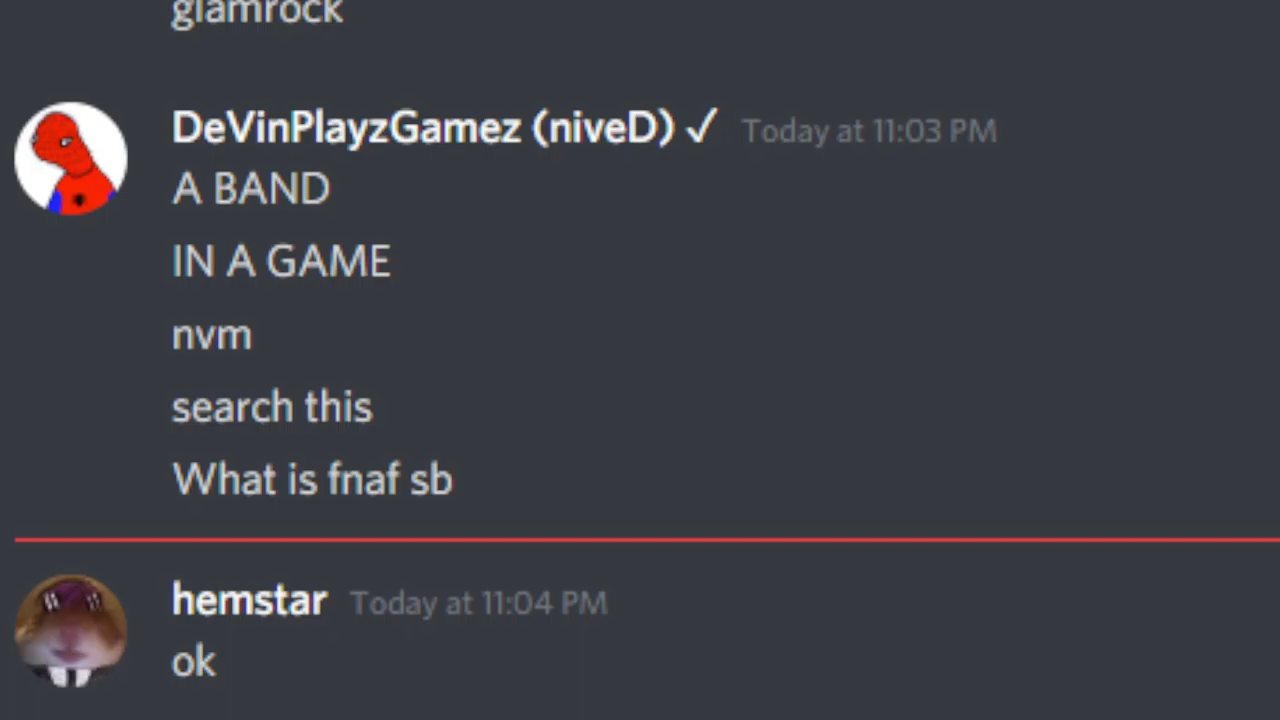 glamrock
DeVinPlayzGamez (niveD) ✓ Today at 11:03 PM
A BAND
IN A GAME
nvm
search this
What is fnaf sb
hemstar Today at 11:04 PM
ok